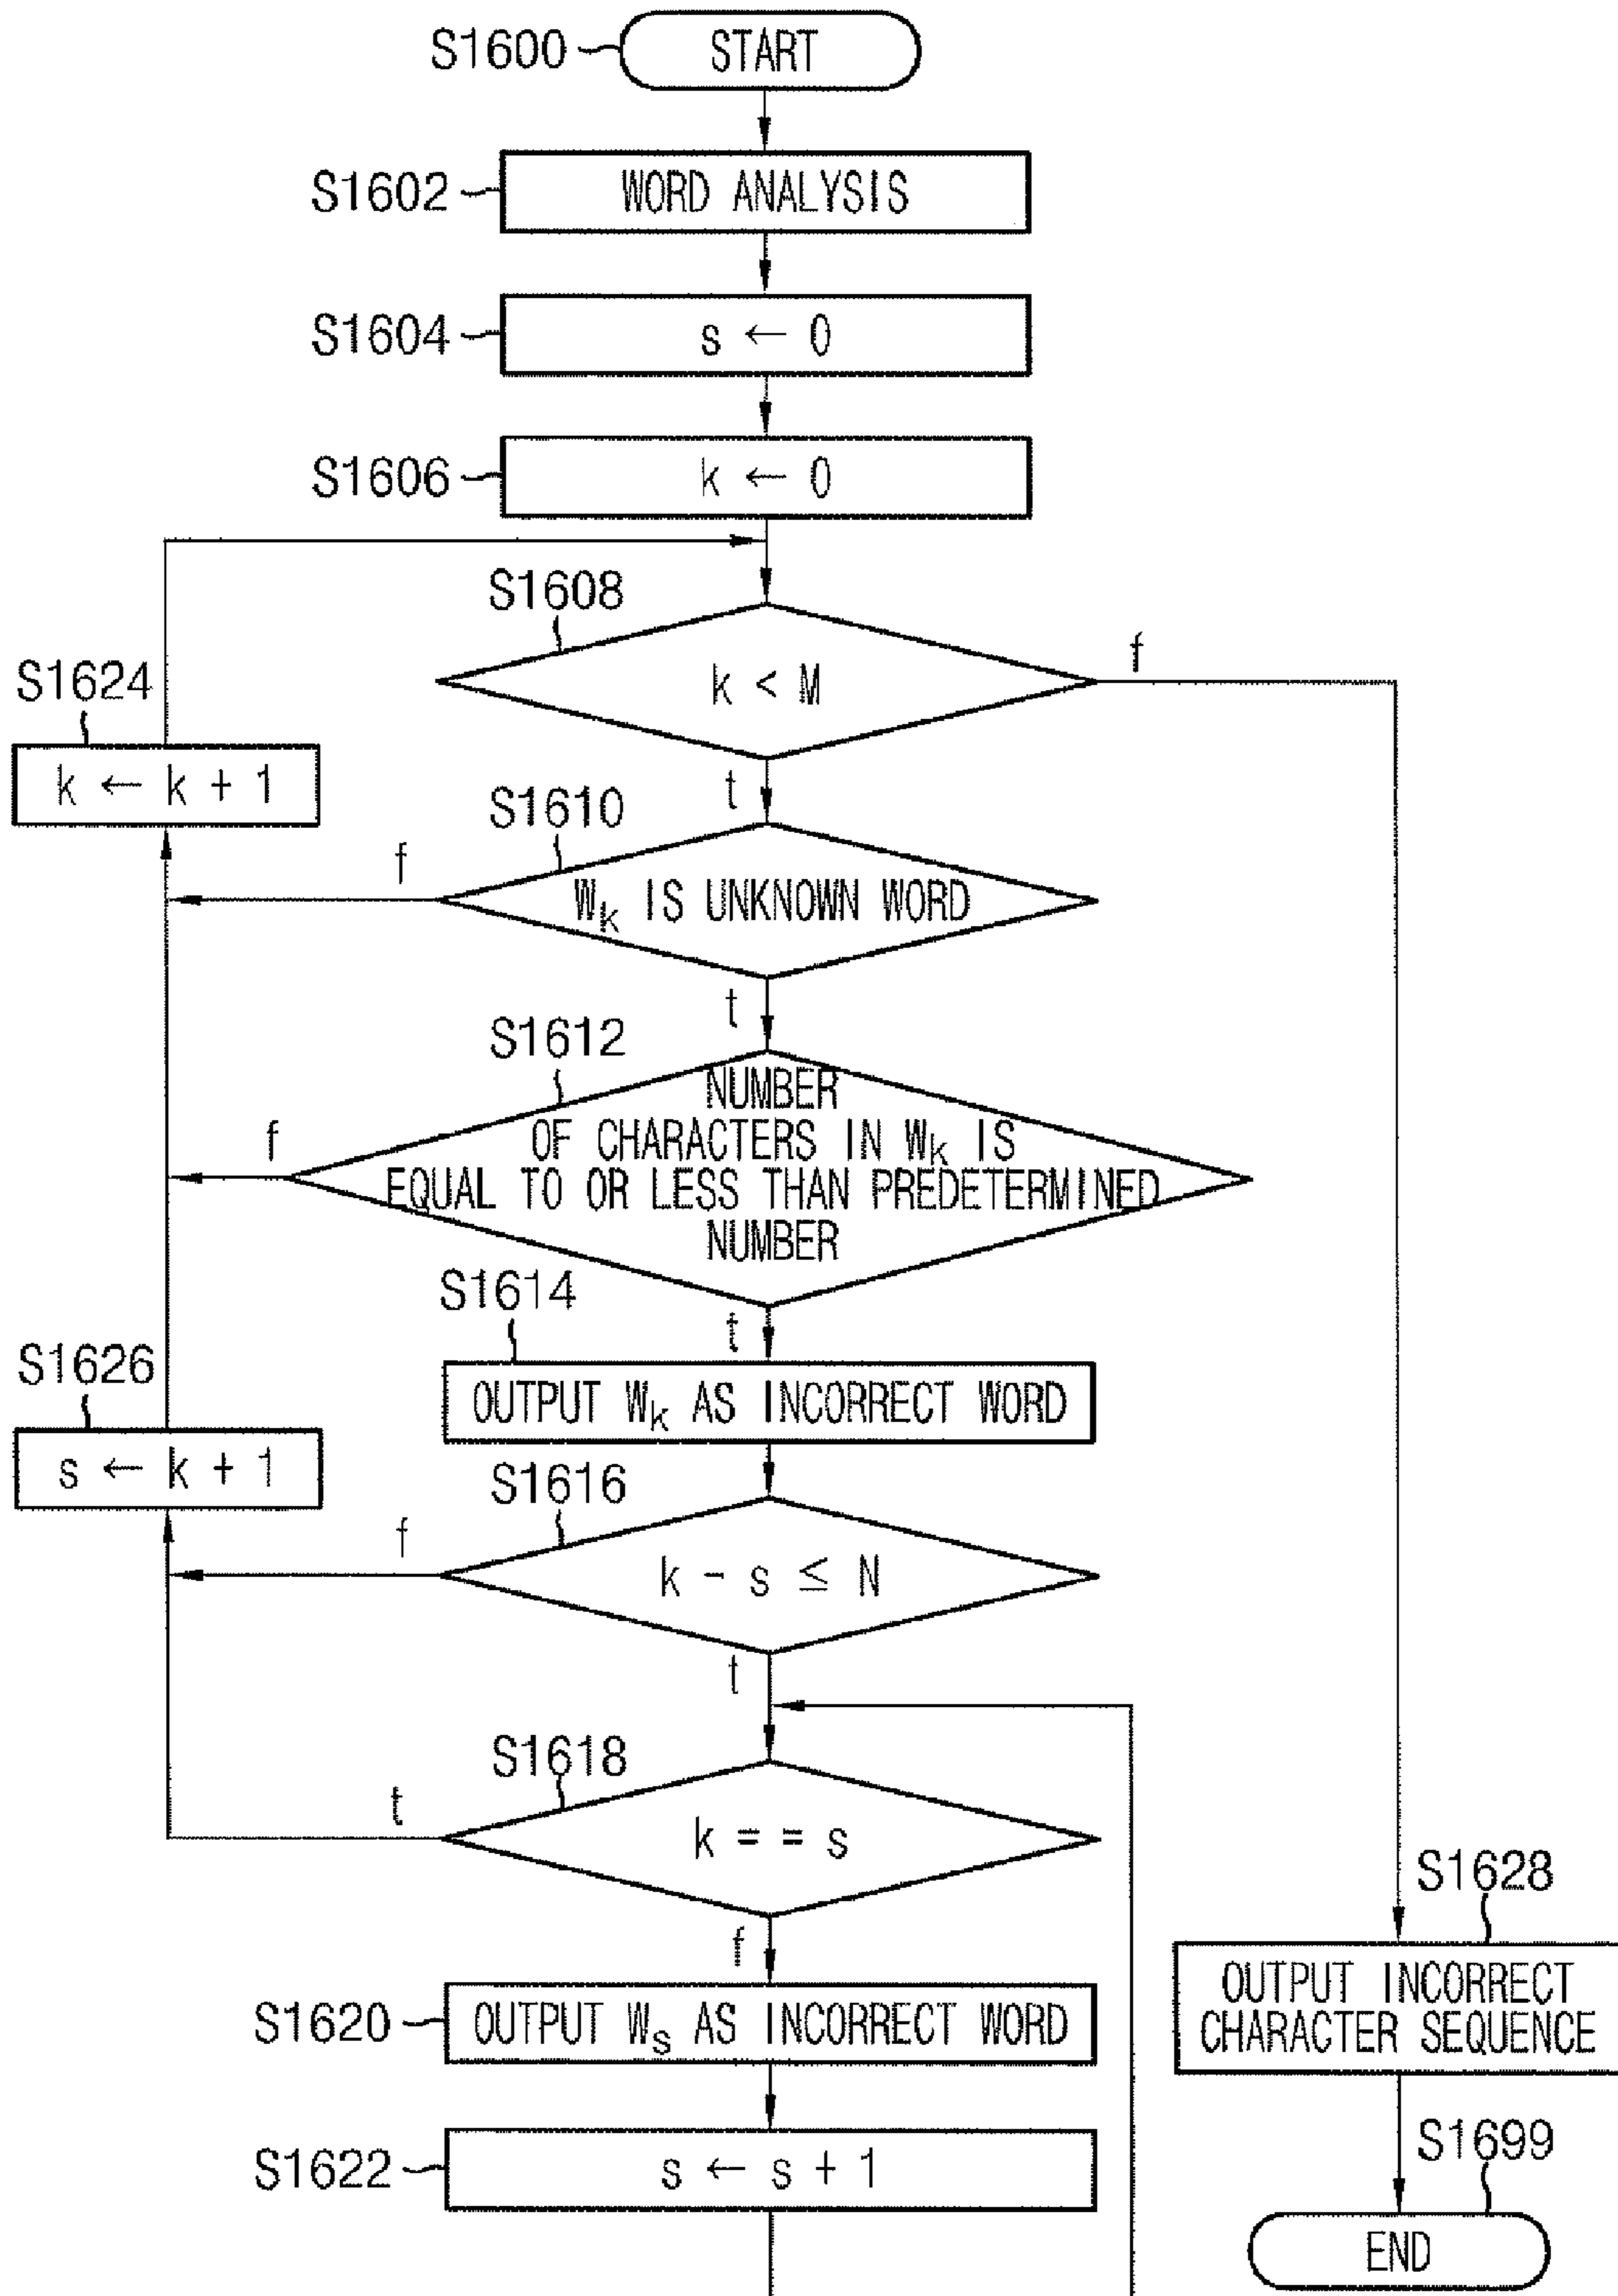 S1600
START
S1602
WORD ANALYSIS
S1604
s ← 0
S1606
k ← 0
S1608
k < M
f
t
S1624
k ← k + 1
S1610
Wk IS UNKNOWN WORD
f
t
S1612
NUMBER
OF CHARACTERS IN Wk IS
EQUAL TO OR LESS THAN PREDETERMINED
NUMBER
f
t
S1614
OUTPUT Wk AS INCORRECT WORD
S1626
s ← k + 1
S1616
k - s ≤ N
f
t
S1618
k = = s
t
f
S1620
OUTPUT Ws AS INCORRECT WORD
S1622
s ← s + 1
S1628
OUTPUT INCORRECT
CHARACTER SEQUENCE
S1699
END